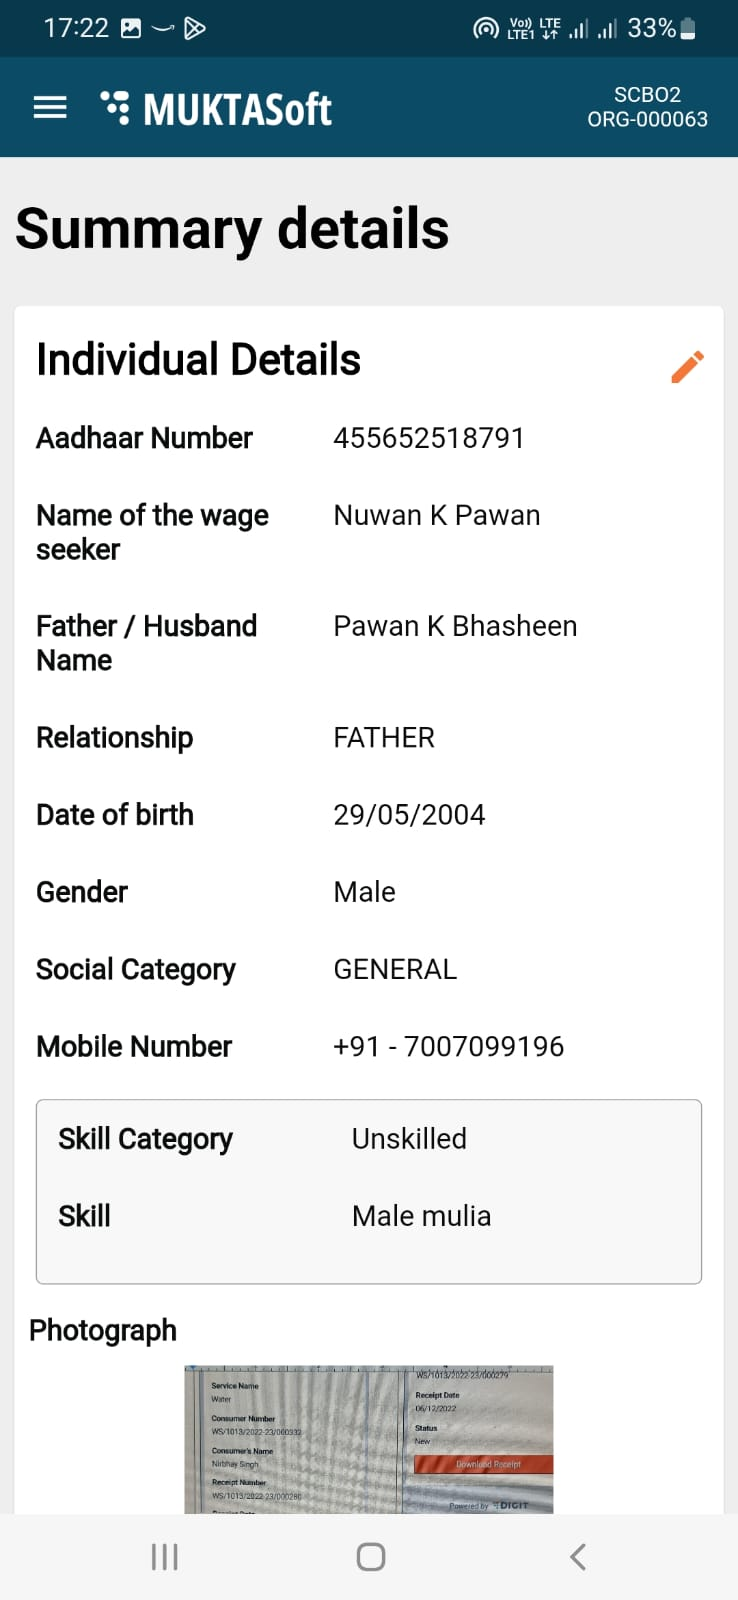 17:22
Vo)) LTE
LTE1
33%
MUKTASoft
SCBO2
ORG-000063
Summary details
Individual Details
Aadhaar Number 455652518791
Name of the wage seeker Nuwan K Pawan
Father / Husband Name Pawan K Bhasheen
Relationship FATHER
Date of birth 29/05/2004
Gender Male
Social Category GENERAL
Mobile Number +91 - 7007099196
Skill Category Unskilled
Skill Male mulia
Photograph
Service Name
Water
Consumer Number
WS/1013/2022-23/000332
Consumer's Name
Nirbhay Singh
Receipt Number
WS/1013/2022-23/000280
WS/1013/2022-23/000279
Receipt Date
06/12/2022
Status
New
Download Receipt
Powered by DIGIT